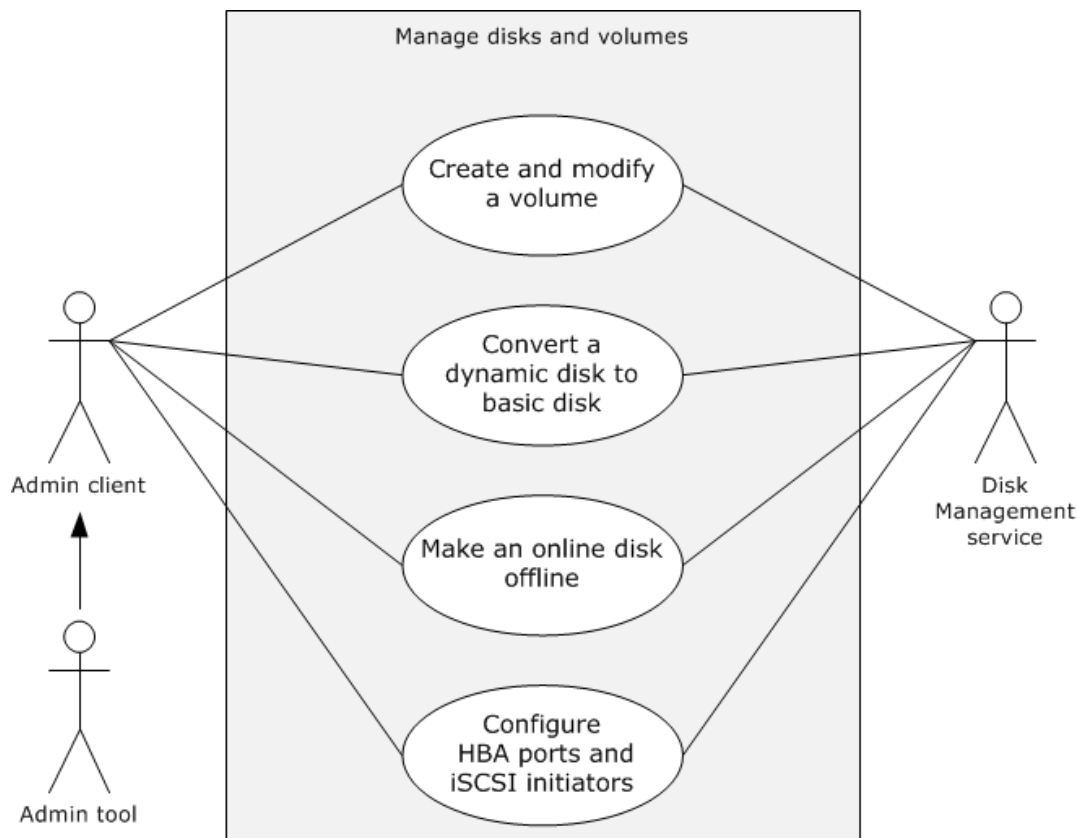 Manage disks and volumes
Create and modify
a volume
Convert a
dynamic disk to
basic disk
Admin client
Disk
Management
service
Make an online disk
offline
Admin tool
Configure
HBA ports and
iSCSI initiators